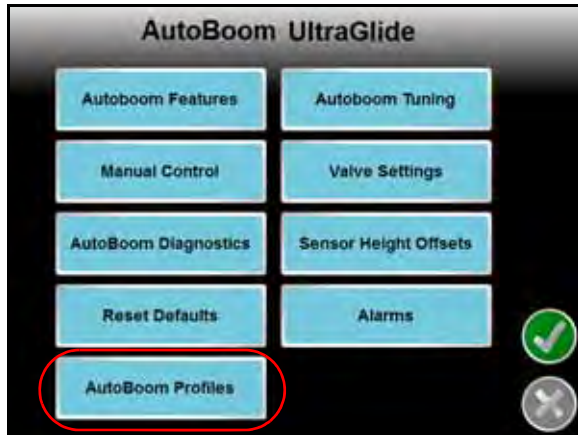 AutoBoom UltraGlide
Autoboom Features
Autoboom Tuning
Manual Control
Valve Settings
AutoBoom Diagnostics
Sensor Height Offsets
Reset Defaults
Alarms
AutoBoom Profiles